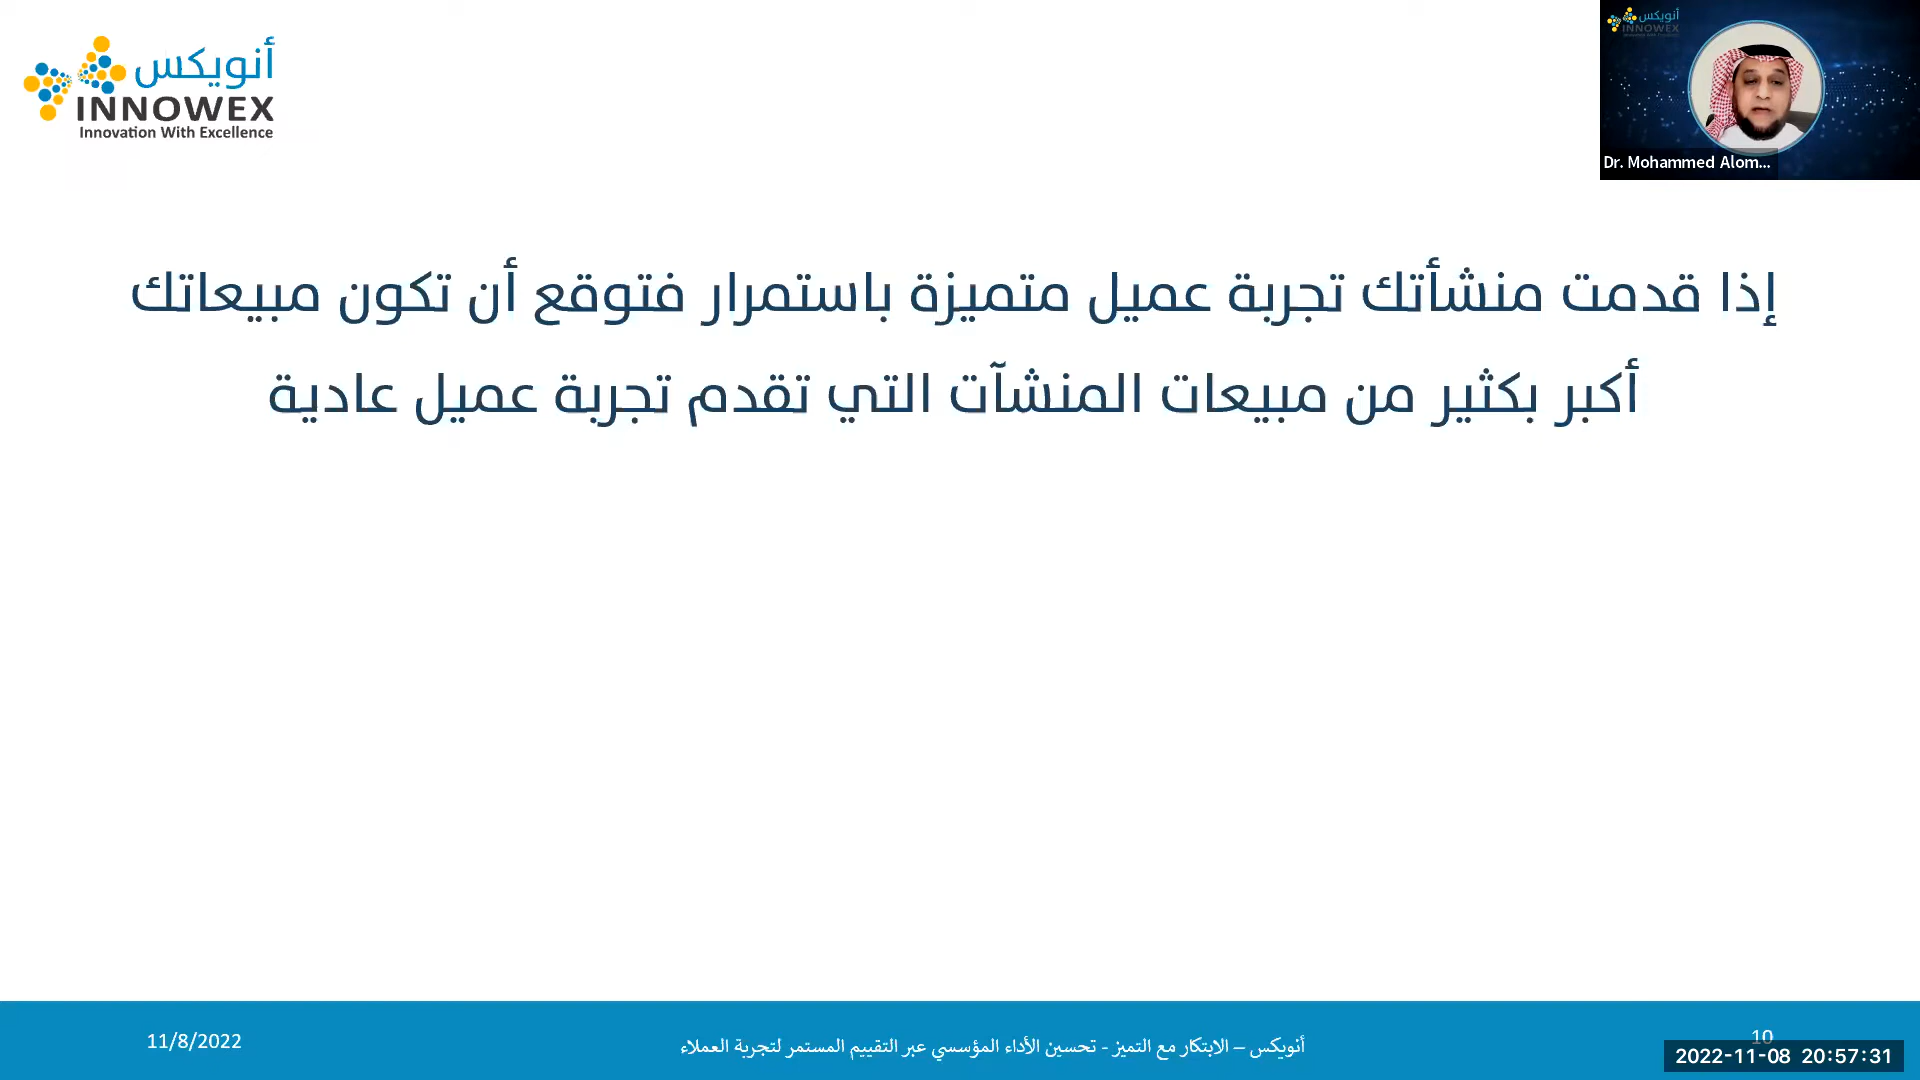 أنويكس
INNOWEX
Innovation With Excellence
أنويكس
INNOWEX
Dr. Mohammed Alom...
إذا قدمت منشأتك تجربة عميل متميزة باستمرار فتوقع أن تكون مبيعاتك
أكبر بكثير من مبيعات المنشآت التي تقدم تجربة عميل عادية
11/8/2022
أنويكس – الابتكار مع التميز - تحسين الأداء المؤسسي عبر التقييم المستمر لتجربة العملاء
10
2022-11-08 20:57:31